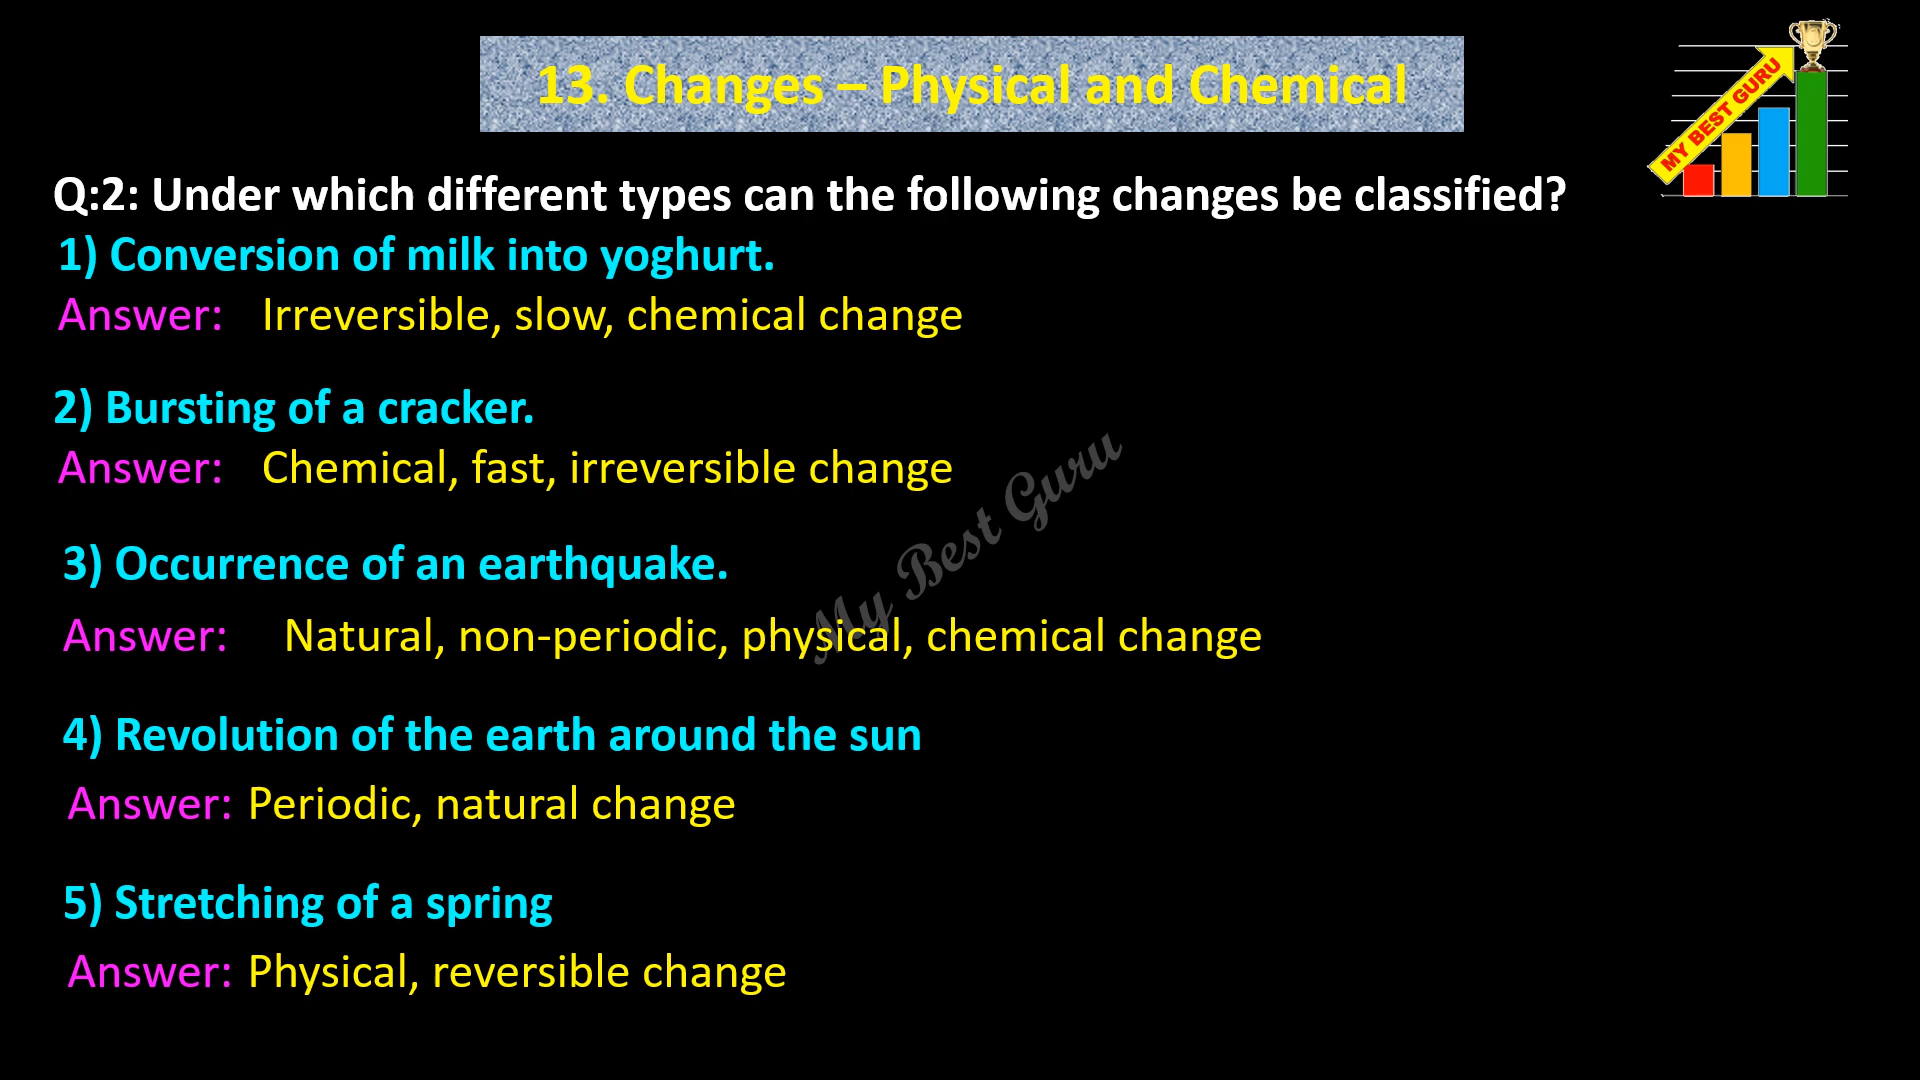 13. Changes – Physical and Chemical
MY BEST GURU
Q:2: Under which different types can the following changes be classified?
1) Conversion of milk into yoghurt.
Answer: Irreversible, slow, chemical change
2) Bursting of a cracker.
Answer: Chemical, fast, irreversible change
3) Occurrence of an earthquake.
Answer: Natural, non-periodic, physical, chemical change
My Best Guru
4) Revolution of the earth around the sun
Answer: Periodic, natural change
5) Stretching of a spring
Answer: Physical, reversible change